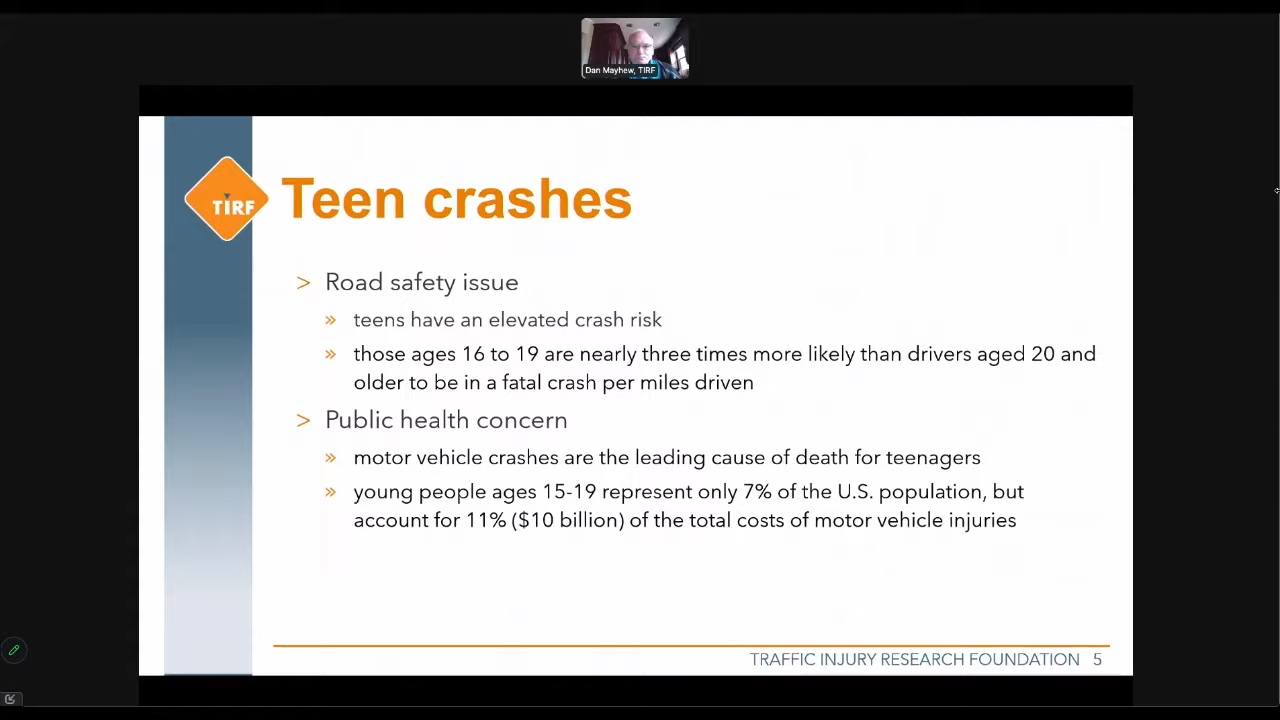 Dan Mayhew, TIRF
TIRF
Teen crashes
> Road safety issue
» teens have an elevated crash risk
» those ages 16 to 19 are nearly three times more likely than drivers aged 20 and
older to be in a fatal crash per miles driven
> Public health concern
» motor vehicle crashes are the leading cause of death for teenagers
» young people ages 15-19 represent only 7% of the U.S. population, but
account for 11% ($10 billion) of the total costs of motor vehicle injuries
TRAFFIC INJURY RESEARCH FOUNDATION 5